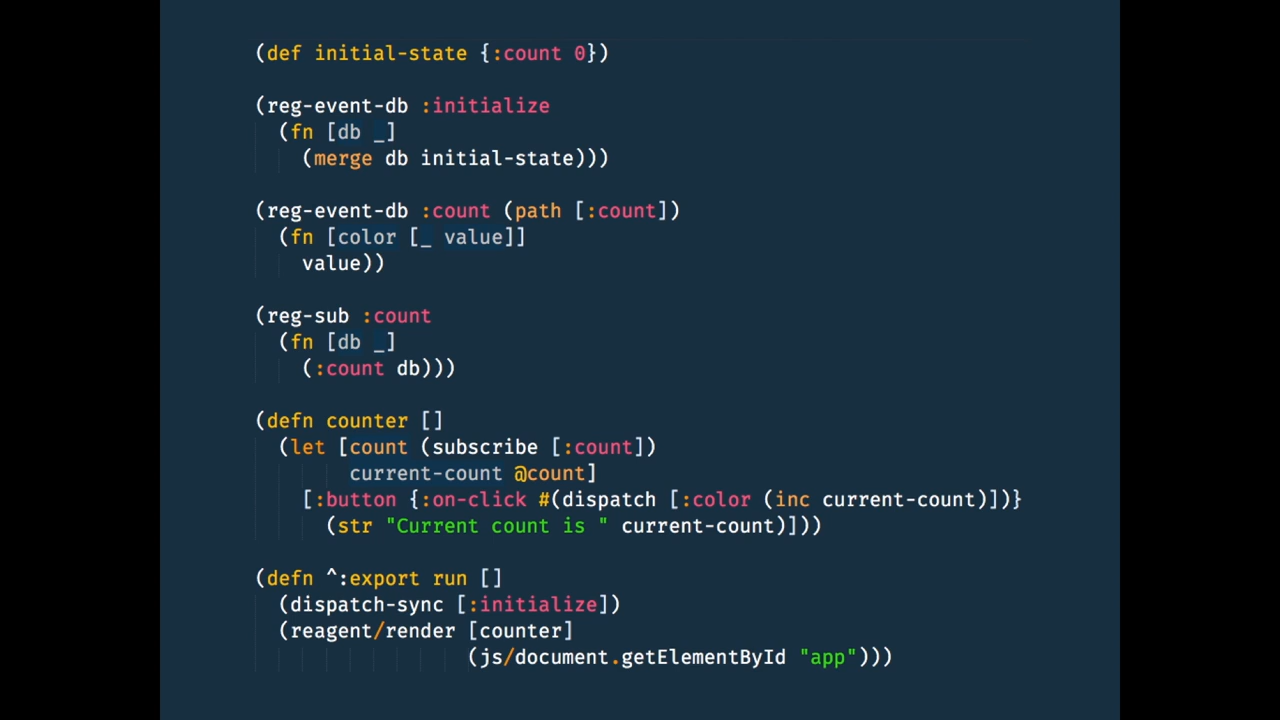 (def initial-state {:count 0})
(reg-event-db :initialize
(fn [db _]
(merge db initial-state)))
(reg-event-db :count (path [:count])
(fn [color [_ value]]
value))
(reg-sub :count
(fn [db _]
(:count db)))
(defn counter []
(let [count (subscribe [:count])
current-count @count]
[:button {:on-click #(dispatch [:color (inc current-count)])}
(str "Current count is " current-count)]))
(defn ^:export run []
(dispatch-sync [:initialize])
(reagent/render [counter]
(js/document.getElementById "app")))